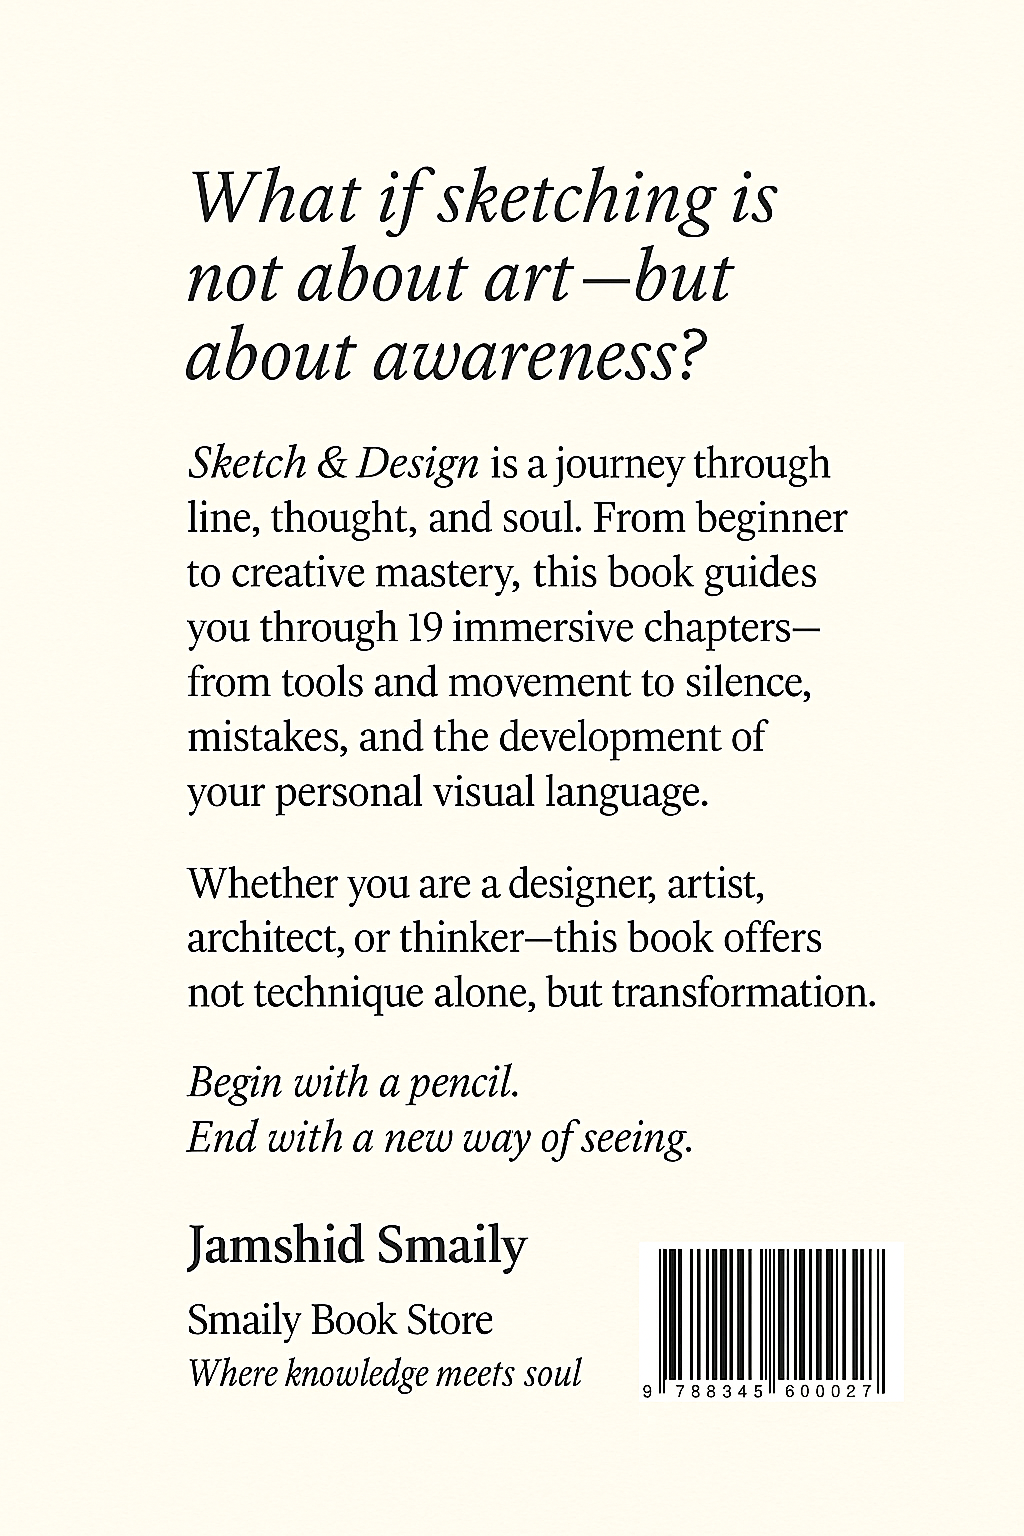 What if sketching is
not about art—but
about awareness?
Sketch & Design is a journey through
line, thought, and soul. From beginner
to creative mastery, this book guides
you through 19 immersive chapters—
from tools and movement to silence,
mistakes, and the development of
your personal visual language.
Whether you are a designer, artist,
architect, or thinker—this book offers
not technique alone, but transformation.
Begin with a pencil.
End with a new way of seeing.
Jamshid Smaily
Smaily Book Store
Where knowledge meets soul
9 788345 600027